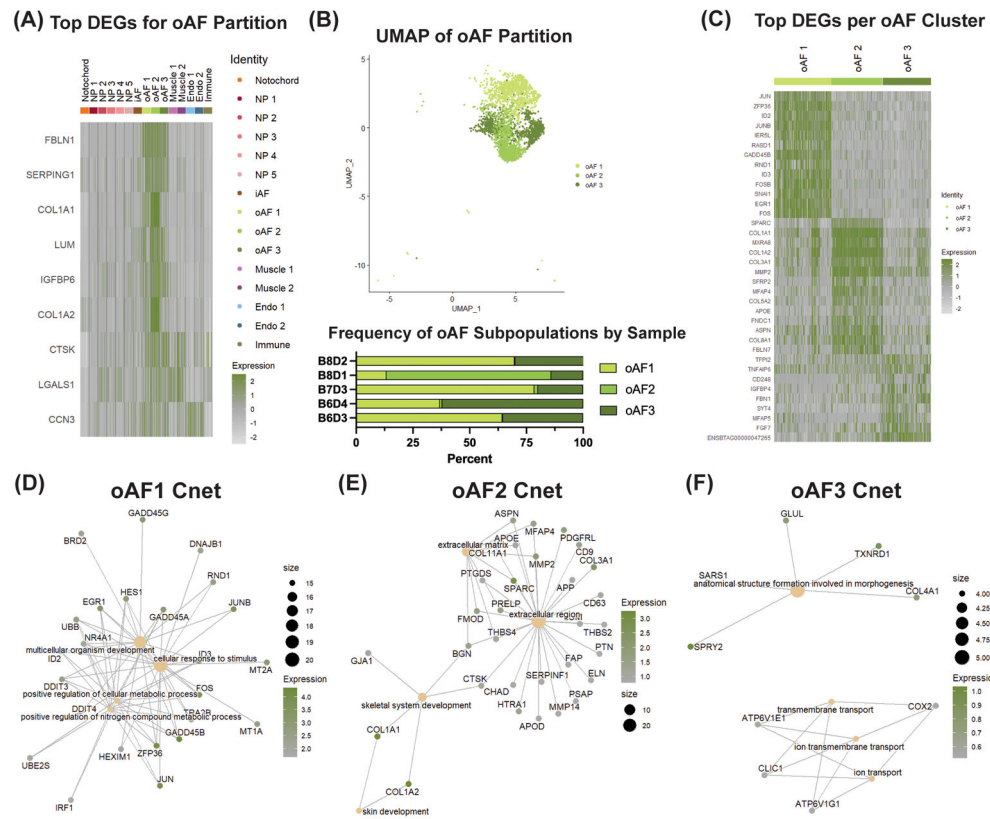 (A) Top DEGs for oAF Partition
Notochord
NP 1
NP 2
NP 3
NP 4
NP 5
iAF
oAF 1
oAF 2
oAF 3
Muscle 1
Muscle 2
Endo 1
Endo 2
Immune
FBLN1
SERPING1
COL1A1
LUM
IGFBP6
COL1A2
CTSK
LGALS1
CCN3
Identity
Notochord
NP 1
NP 2
NP 3
NP 4
NP 5
iAF
oAF 1
oAF 2
oAF 3
Muscle 1
Muscle 2
Endo 1
Endo 2
Immune
Expression
2
1
0
-1
-2
(B)
UMAP of oAF Partition
5
0
-5
-10
UMAP_2
-5
0
5
UMAP_1
oAF 1
oAF 2
oAF 3
Frequency of oAF Subpopulations by Sample
B8D2
B8D1
B7D3
B6D4
B6D3
0
25
50
75
100
Percent
oAF1
oAF2
oAF3
(C) Top DEGs per oAF Cluster
oAF 1
oAF 2
oAF 3
JUN
ZFP36
ID2
JUNB
IER5L
RASD1
GADD45B
RND1
ID3
FOSB
SNAI1
EGR1
FOS
SPARC
COL1A1
MXRA8
COL1A2
COL3A1
MMP2
SFRP2
MFAP4
COL5A2
APOE
FNDC1
ASPN
COL8A1
FBLN7
TFPI2
TNFAIP6
CD248
IGFBP4
FBN1
SYT4
MFAP5
FGF7
ENSBTAG00000047265
Identity
oAF 1
oAF 2
oAF 3
Expression
2
1
0
-1
-2
(D)
oAF1 Cnet
GADD45G
BRD2
DNAJB1
RND1
HES1
EGR1
JUNB
GADD45A
UBB
NR4A1
multicellular organism development
ID3
ID2
cellular response to stimulus
MT2A
DDIT3
FOS
positive regulation of cellular metabolic process
DDIT4
TRA2B
positive regulation of nitrogen compound metabolic process
MT1A
GADD45B
HEXIM1
ZFP36
UBE2S
JUN
IRF1
size
15
16
17
18
19
20
Expression
4.0
3.5
3.0
2.5
2.0
(E)
oAF2 Cnet
ASPN
MFAP4
APOE
PDGFRL
extracellular matrix
COL11A1
CD9
MMP2
COL3A1
PTGDS
SPARC
APP
PRELP
CD63
extracellular region
FMOD
THBS4
THBS2
BGN
PTN
GJA1
FAP
CTSK
SERPINF1
ELN
CHAD
skeletal system development
PSAP
HTRA1
MMP14
COL1A1
APOD
COL1A2
skin development
Expression
3.0
2.5
2.0
1.5
1.0
size
10
20
(F)
oAF3 Cnet
GLUL
TXNRD1
SARS1
anatomical structure formation involved in morphogenesis
COL4A1
SPRY2
transmembrane transport
COX2
ATP6V1E1
ion transmembrane transport
CLIC1
ion transport
ATP6V1G1
size
4.00
4.25
4.50
4.75
5.00
Expression
1.0
0.9
0.8
0.7
0.6